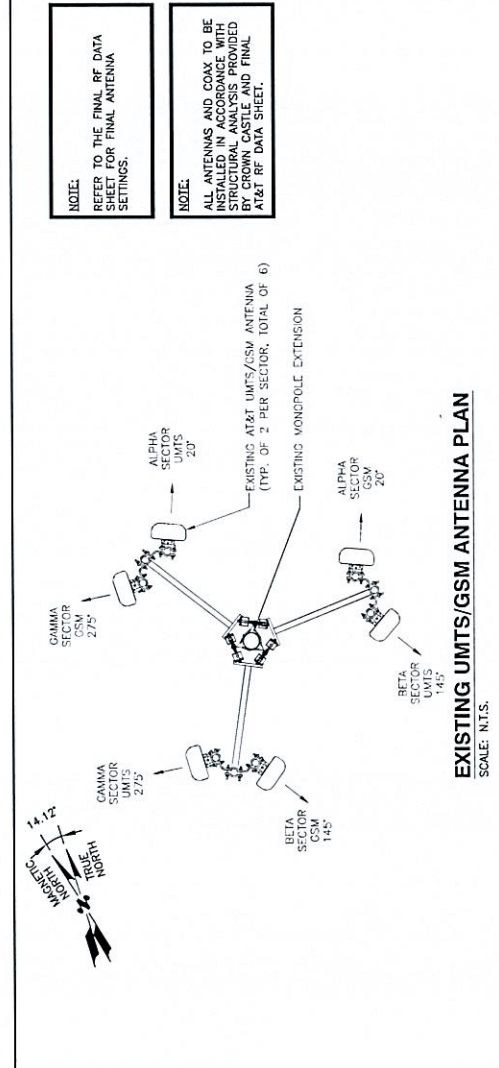 NOTE:
REFER TO THE FINAL RF DATA
SHEET FOR FINAL ANTENNA
SETTINGS.
NOTE:
ALL ANTENNAS AND COAX TO BE
INSTALLED IN ACCORDANCE WITH
STRUCTURAL ANALYSIS PROVIDED
BY CROWN CASTLE AND FINAL
AT&T RF DATA SHEET.
14.12°
MAGNETIC
NORTH
TRUE
NORTH
GAMMA
SECTOR
GSM
275°
ALPHA
SECTOR
UMTS
20°
EXISTING AT&T UMTS/GSM ANTENNA
(TYP. OF 2 PER SECTOR, TOTAL OF 6)
EXISTING MONOPOLE EXTENSION
GAMMA
SECTOR
UMTS
275°
ALPHA
SECTOR
GSM
20°
BETA
SECTOR
GSM
145°
BETA
SECTOR
UMTS
145°
EXISTING UMTS/GSM ANTENNA PLAN
SCALE: N.T.S.